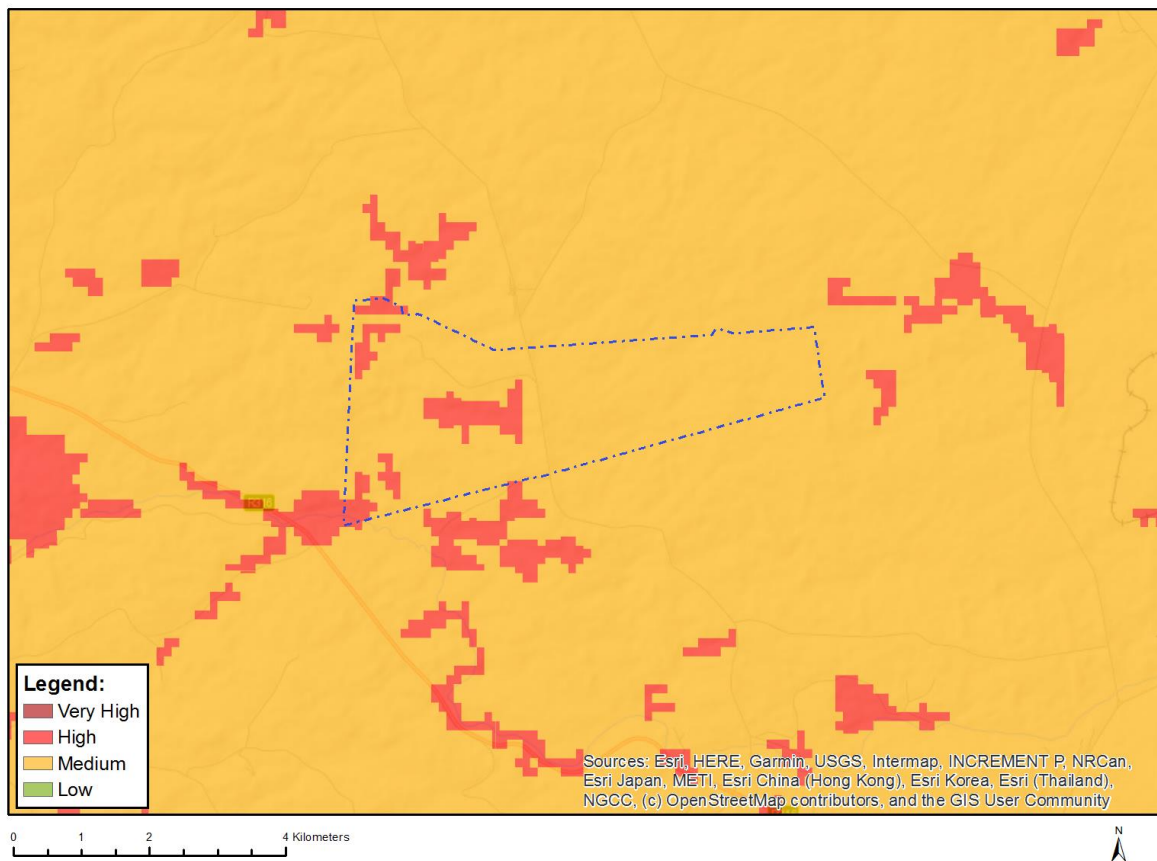 Legend:
Very High
High
Medium
Low
Sources: Esri, HERE, Garmin, USGS, Intermap, INCREMENT P, NRCan,
Esri Japan, METI, Esri China (Hong Kong), Esri Korea, Esri (Thailand),
NGCC, (c) OpenStreetMap contributors, and the GIS User Community
0 1 2 4 Kilometers
N